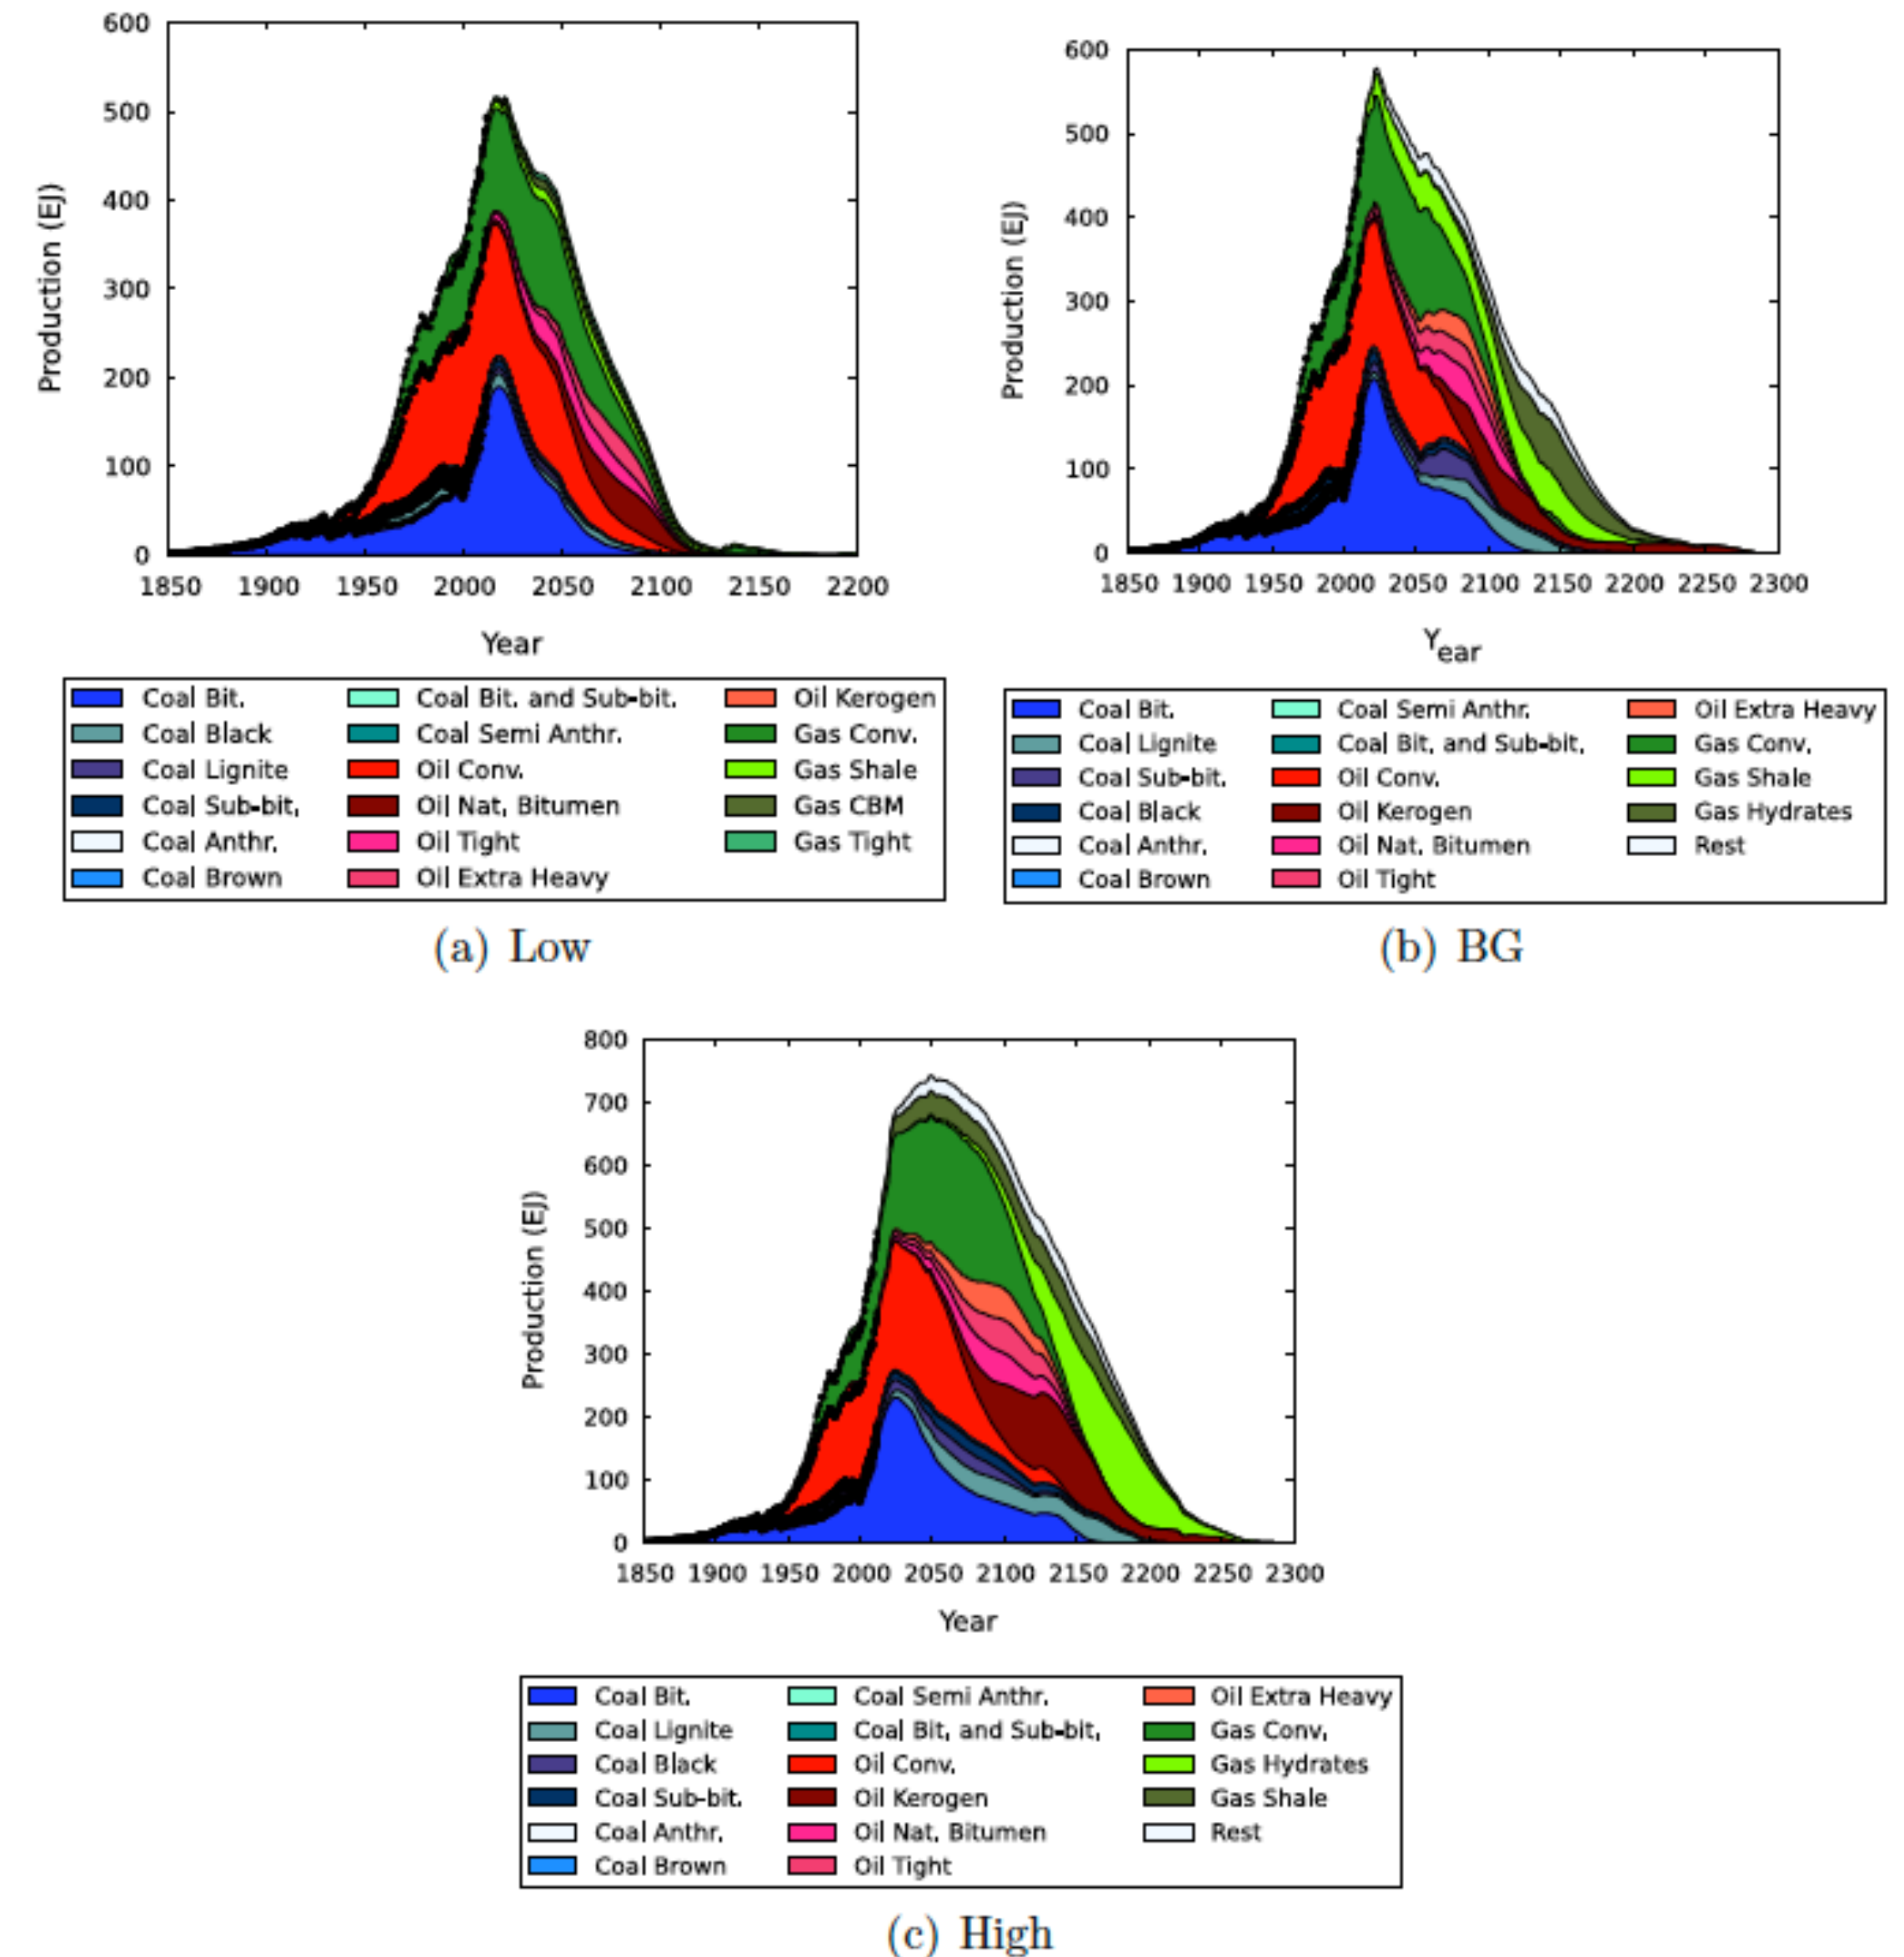 600
500
400
300
200
100
0
Production (EJ)
1850 1900 1950 2000 2050 2100 2150 2200
Year
Coal Bit. Coal Bit. and Sub-bit. Oil Kerogen
Coal Black Coal Semi Anthr. Gas Conv.
Coal Lignite Oil Conv. Gas Shale
Coal Sub-bit. Oil Nat. Bitumen Gas CBM
Coal Anthr. Oil Tight Gas Tight
Coal Brown Oil Extra Heavy
(a) Low
600
500
400
300
200
100
0
Production (EJ)
1850 1900 1950 2000 2050 2100 2150 2200 2250 2300
Year
Coal Bit. Coal Semi Anthr. Oil Extra Heavy
Coal Lignite Coal Bit. and Sub-bit. Gas Conv.
Coal Sub-bit. Oil Conv. Gas Shale
Coal Black Oil Kerogen Gas Hydrates
Coal Anthr. Oil Nat. Bitumen Rest
Coal Brown Oil Tight
(b) BG
800
700
600
500
400
300
200
100
0
Production (EJ)
1850 1900 1950 2000 2050 2100 2150 2200 2250 2300
Year
Coal Bit. Coal Semi Anthr. Oil Extra Heavy
Coal Lignite Coal Bit. and Sub-bit. Gas Conv.
Coal Black Oil Conv. Gas Hydrates
Coal Sub-bit. Oil Kerogen Gas Shale
Coal Anthr. Oil Nat. Bitumen Rest
Coal Brown Oil Tight
(c) High